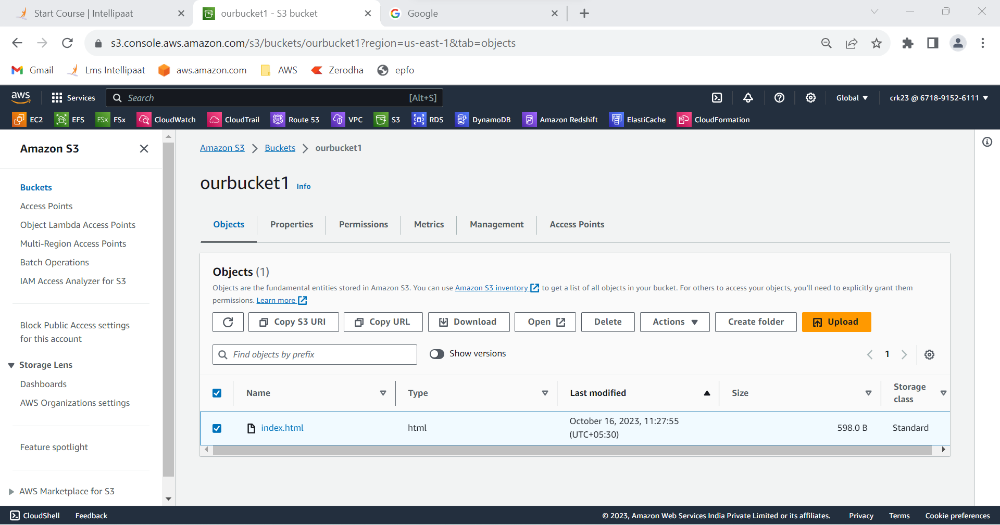 Start Course | Intellipaat
ourbucket1 - S3 bucket
Google
s3.console.aws.amazon.com/s3/buckets/ourbucket1?region=us-east-1&tab=objects
Gmail
Lms Intellipaat
aws.amazon.com
AWS
Zerodha
epfo
aws
Services
Search
[Alt+S]
Global
crk23 @ 6718-9152-6111
EC2
EFS
FSx
FSx
CloudWatch
CloudTrail
Route 53
VPC
S3
RDS
DynamoDB
Amazon Redshift
ElastiCache
CloudFormation
Amazon S3
Buckets
Access Points
Object Lambda Access Points
Multi-Region Access Points
Batch Operations
IAM Access Analyzer for S3
Block Public Access settings
for this account
Storage Lens
Dashboards
AWS Organizations settings
Feature spotlight
AWS Marketplace for S3
Amazon S3
Buckets
ourbucket1
ourbucket1 Info
Objects
Properties
Permissions
Metrics
Management
Access Points
Objects (1)
Objects are the fundamental entities stored in Amazon S3. You can use Amazon S3 inventory to get a list of all objects in your bucket. For others to access your objects, you'll need to explicitly grant them
permissions. Learn more
Copy S3 URI
Copy URL
Download
Open
Delete
Actions
Create folder
Upload
Find objects by prefix
Show versions
1
Name
Type
Last modified
Size
Storage
class
index.html
html
October 16, 2023, 11:27:55
(UTC+05:30)
598.0 B
Standard
CloudShell
Feedback
© 2023, Amazon Web Services India Private Limited or its affiliates.
Privacy
Terms
Cookie preferences